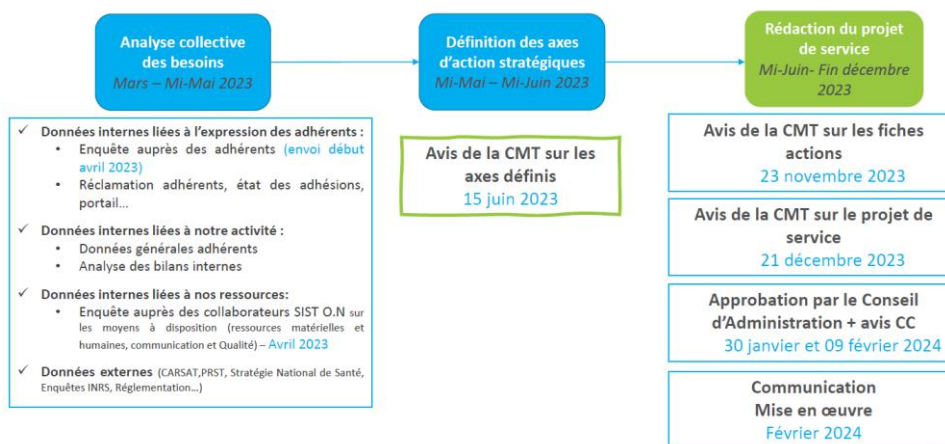 Analyse collective
des besoins
Mars – Mi-Mai 2023
Définition des axes
d'action stratégiques
Mi-Mai – Mi-Juin 2023
Rédaction du projet
de service
Mi-Juin- Fin décembre
2023
✓ Données internes liées à l'expression des adhérents :
• Enquête auprès des adhérents (envoi début
avril 2023)
• Réclamation adhérents, état des adhésions,
portail...
✓ Données internes liées à notre activité :
• Données générales adhérents
• Analyse des bilans internes
✓ Données internes liées à nos ressources:
• Enquête auprès des collaborateurs SIST O.N sur
les moyens à disposition (ressources matérielles et
humaines, communication et Qualité) – Avril 2023
✓ Données externes (CARSAT,PRST, Stratégie National de Santé,
Enquêtes INRS, Réglementation...)
Avis de la CMT sur les
axes définis
15 juin 2023
Avis de la CMT sur les fiches
actions
23 novembre 2023
Avis de la CMT sur le projet de
service
21 décembre 2023
Approbation par le Conseil
d'Administration + avis CC
30 janvier et 09 février 2024
Communication
Mise en œuvre
Février 2024